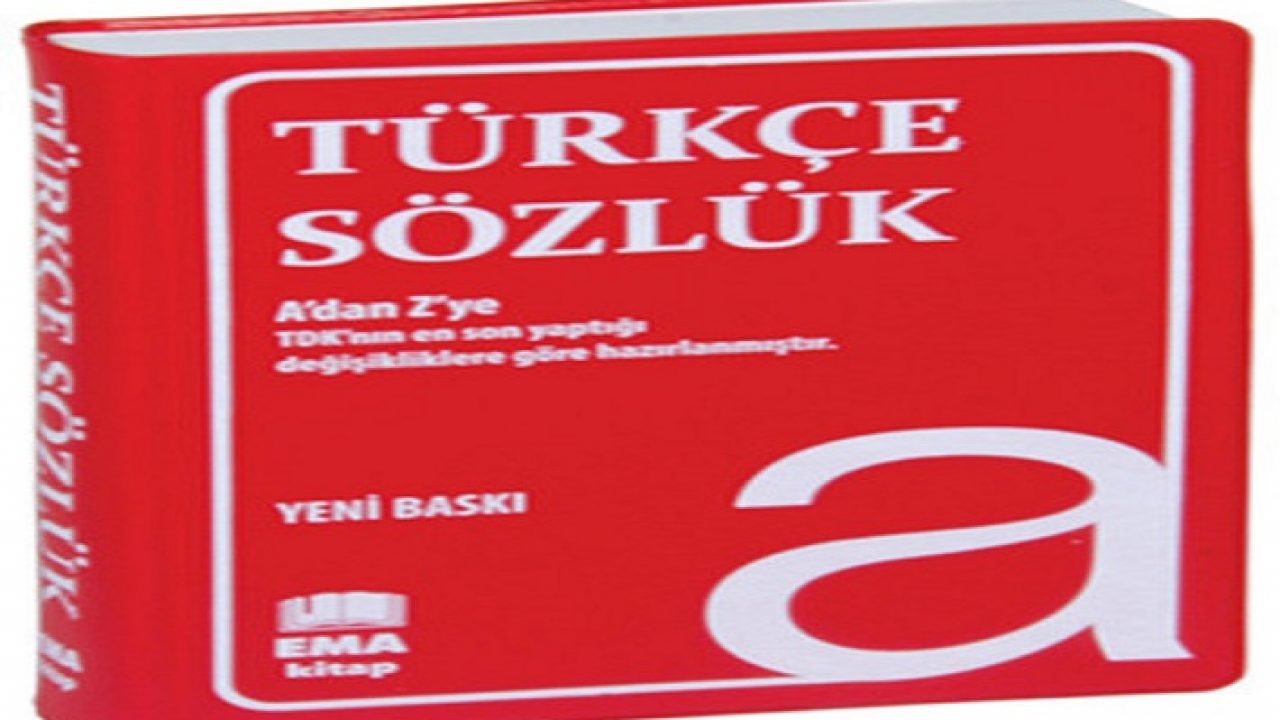 TÜRKÇE
SÖZLÜK
A'dan Z'ye
TDK'nın en son yaptığı
değişikliklere göre hazırlanmıştır.
YENİ BASKI
EMA
kitap
a
TÜRKÇE SÖZLÜK